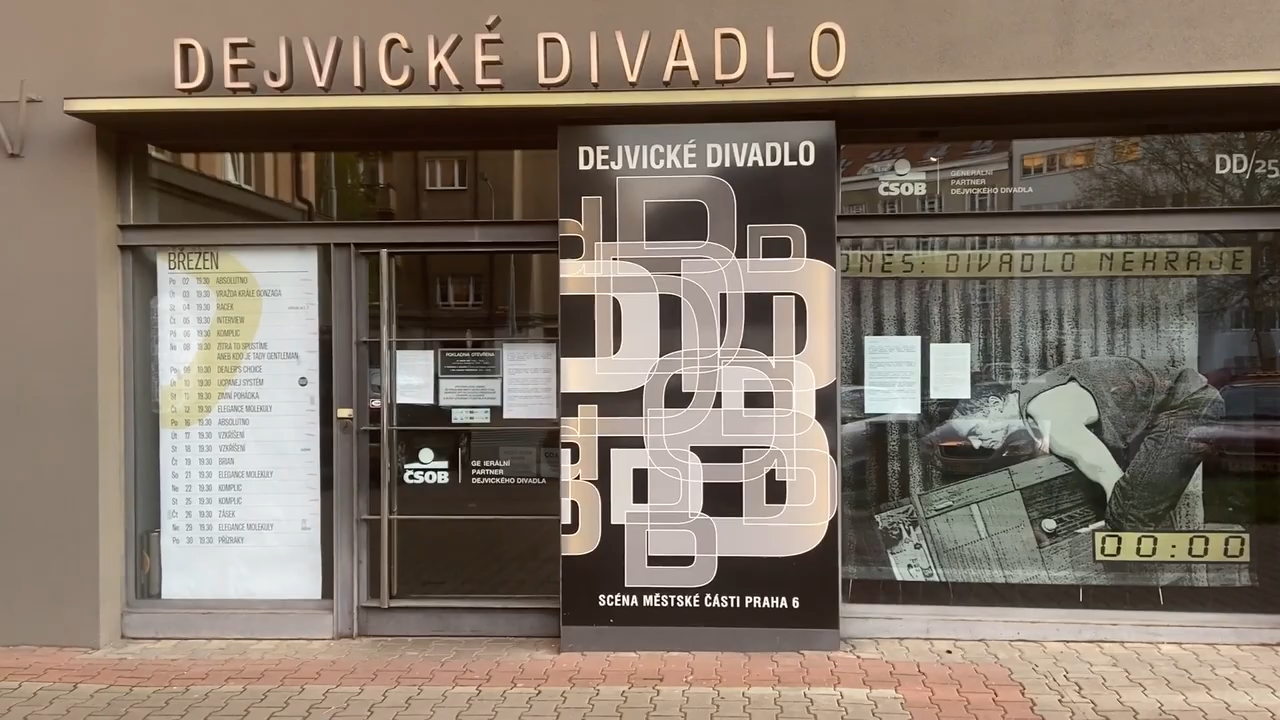 DEJVICKÉ DIVADLO
DEJVICKÉ DIVADLO
SCÉNA MĚSTSKÉ ČÁSTI PRAHA 6
BŘEZEN
Po 02 19.30 ABSOLUTNO
Út 03 19.30 VRAŽDA KRÁLE GONZAGA
St 04 19.30 RACEK
Čt 05 19.30 INTERVIEW
Pá 06 19.30 KOMPLIC
Ne 08 19.30 ZÍTRA TO SPUSTÍME
ANEB KDO JE TADY GENTLEMAN
Po 09 19.30 DEALER'S CHOICE
Út 10 19.30 UCPANEJ SYSTÉM
St 11 19.30 ZIMNÍ POHÁDKA
Čt 12 19.30 ELEGANCE MOLEKULY
Po 16 19.30 ABSOLUTNO
Út 17 19.30 VZKŘÍŠENÍ
St 18 19.30 VZKŘÍŠENÍ
Čt 19 19.30 BRIAN
So 21 19.30 ELEGANCE MOLEKULY
Ne 22 19.30 KOMPLIC
St 25 19.30 KOMPLIC
Čt 26 19.30 ZÁSEK
Ne 29 19.30 ELEGANCE MOLEKULY
Po 30 19.30 PŘÍZRAKY
POKLADNA OTEVŘENA
ČSOB
GE IERÁLNÍ
PARTNER
DEJVICKÉHO DIVADLA
ČSOB
GENERÁLNÍ
PARTNER
DEJVICKÉHO DIVADLA
DD/25
DNES: DIVADLO NEHRAJE
00:00